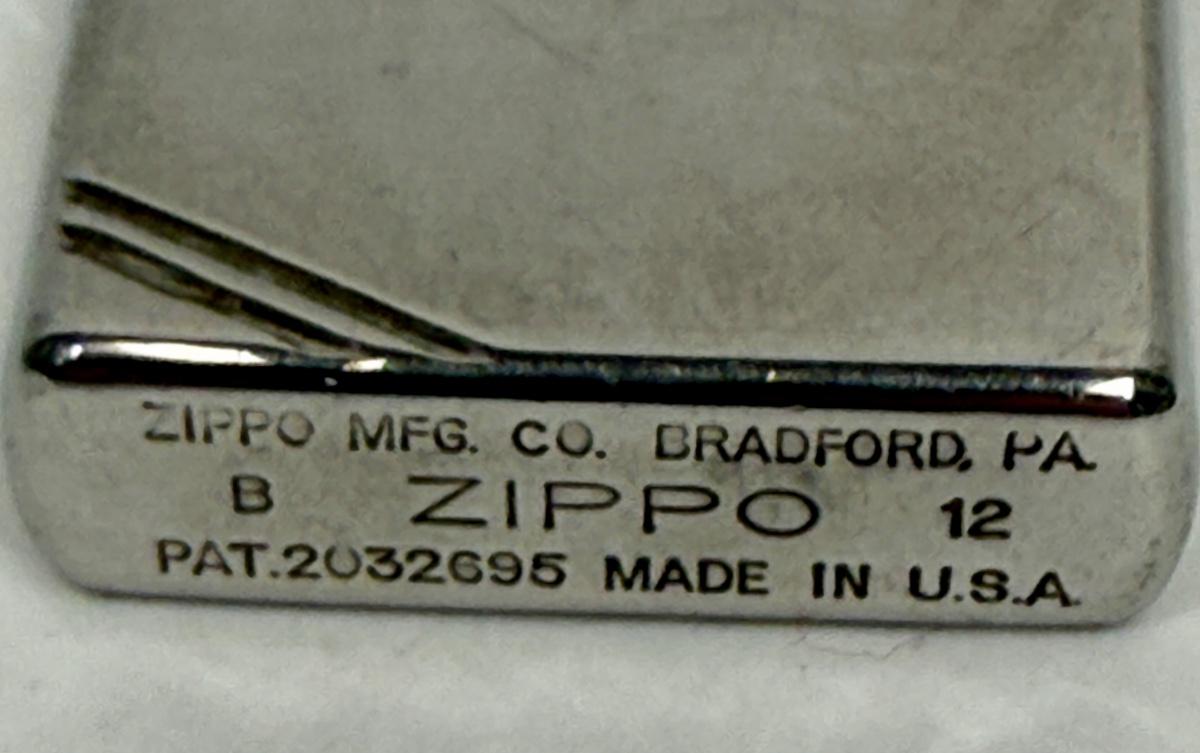 ZIPPO MFG. CO. BRADFORD, PA.
B ZIPPO 12
PAT.2032695 MADE IN U.S.A.